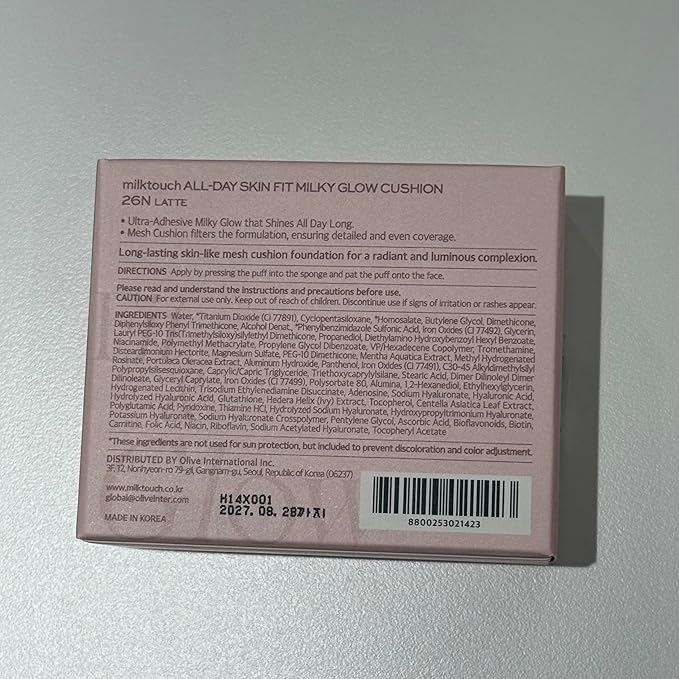 milktouch ALL-DAY SKIN FIT MILKY GLOW CUSHION
26N LATTE
• Ultra-Adhesive Milky Glow that Shines All Day Long.
• Mesh Cushion filters the formulation, ensuring detailed and even coverage.
Long-lasting skin-like mesh cushion foundation for a radiant and luminous complexion.
DIRECTIONS Apply by pressing the puff into the sponge and pat the puff onto the face.
Please read and understand the instructions and precautions before use.
CAUTION For external use only. Keep out of reach of children. Discontinue use if signs of irritation or rashes appear.
INGREDIENTS Water, *Titanium Dioxide (CI 77891), Cyclopentasiloxane, *Homosalate, Butylene Glycol, Dimethicone,
Diphenylsiloxy Phenyl Trimethicone, Alcohol Denat., *Phenylbenzimidazole Sulfonic Acid, Iron Oxides (CI 77492), Glycerin,
Lauryl PEG-10 Tris(Trimethylsiloxy)silylethyl Dimethicone, Propanediol, Diethylamino Hydroxybenzoyl Hexyl Benzoate,
Niacinamide, Polymethyl Methacrylate, Propylene Glycol Dibenzoate, VP/Hexadecene Copolymer, Tromethamine,
Disteardimonium Hectorite, Magnesium Sulfate, PEG-10 Dimethicone, Mentha Aquatica Extract, Methyl Hydrogenated
Rosinate, Portulaca Oleracea Extract, Aluminum Hydroxide, Panthenol, Iron Oxides (CI 77491), C30-45 Alkyldimethylsilyl
Polypropylsilsesquioxane, Caprylic/Capric Triglyceride, Triethoxycaprylylsilane, Stearic Acid, Dimer Dilinoleyl Dimer
Dilinoleate, Glyceryl Caprylate, Iron Oxides (CI 77499), Polysorbate 80, Alumina, 1,2-Hexanediol, Ethylhexylglycerin,
Hydrogenated Lecithin, Trisodium Ethylenediamine Disuccinate, Adenosine, Sodium Hyaluronate, Hyaluronic Acid,
Hydrolyzed Hyaluronic Acid, Glutathione, Hedera Helix (Ivy) Extract, Tocopherol, Centella Asiatica Leaf Extract,
Polyglutamic Acid, Pyridoxine, Thiamine HCl, Hydrolyzed Sodium Hyaluronate, Hydroxypropyltrimonium Hyaluronate,
Potassium Hyaluronate, Sodium Hyaluronate Crosspolymer, Pentylene Glycol, Ascorbic Acid, Bioflavonoids, Biotin,
Carnitine, Folic Acid, Niacin, Riboflavin, Sodium Acetylated Hyaluronate, Tocopheryl Acetate
*These ingredients are not used for sun protection, but included to prevent discoloration and color adjustment.
DISTRIBUTED BY Olive International Inc.
3F, T2, Nonhyeon-ro 79-gil, Gangnam-gu, Seoul, Republic of Korea (06237)
www.milktouch.co.kr
global@oliveinter.com
MADE IN KOREA
H14X001
2027. 08. 28까지
8800253021423